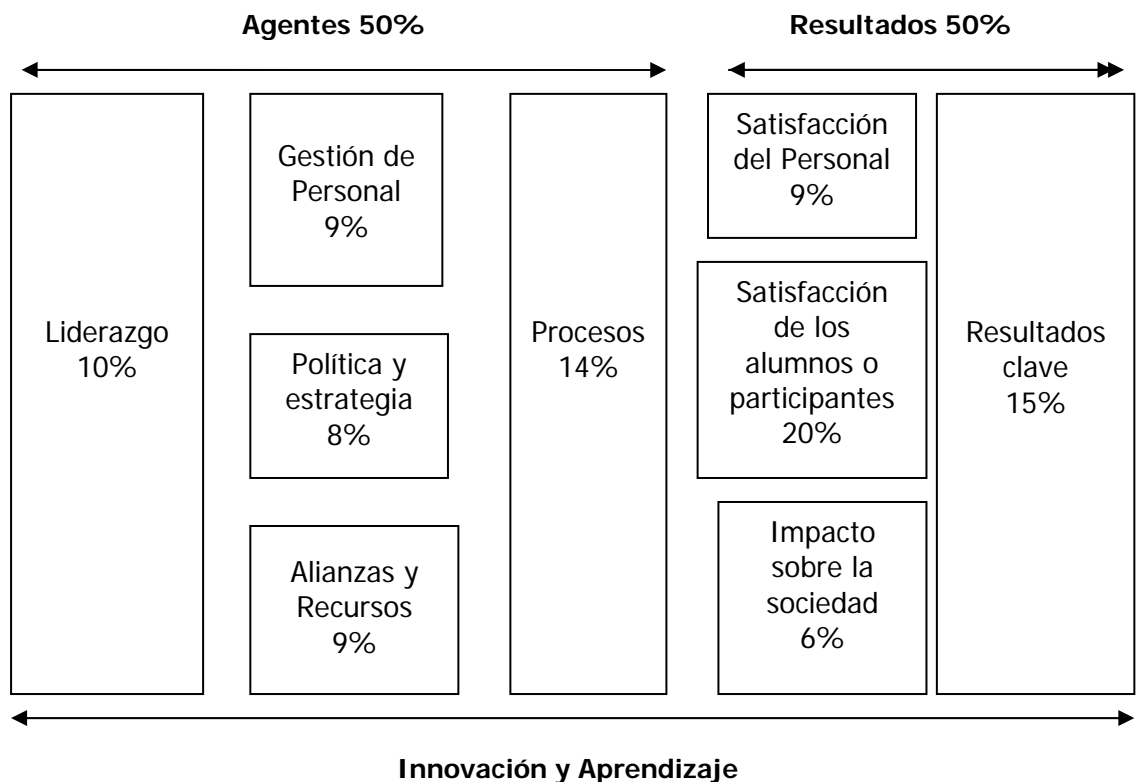 Agentes 50%
Resultados 50%
Liderazgo
10%
Gestión de
Personal
9%
Política y
estrategia
8%
Alianzas y
Recursos
9%
Procesos
14%
Satisfacción
del Personal
9%
Satisfacción
de los
alumnos o
participantes
20%
Impacto
sobre la
sociedad
6%
Resultados
clave
15%
Innovación y Aprendizaje